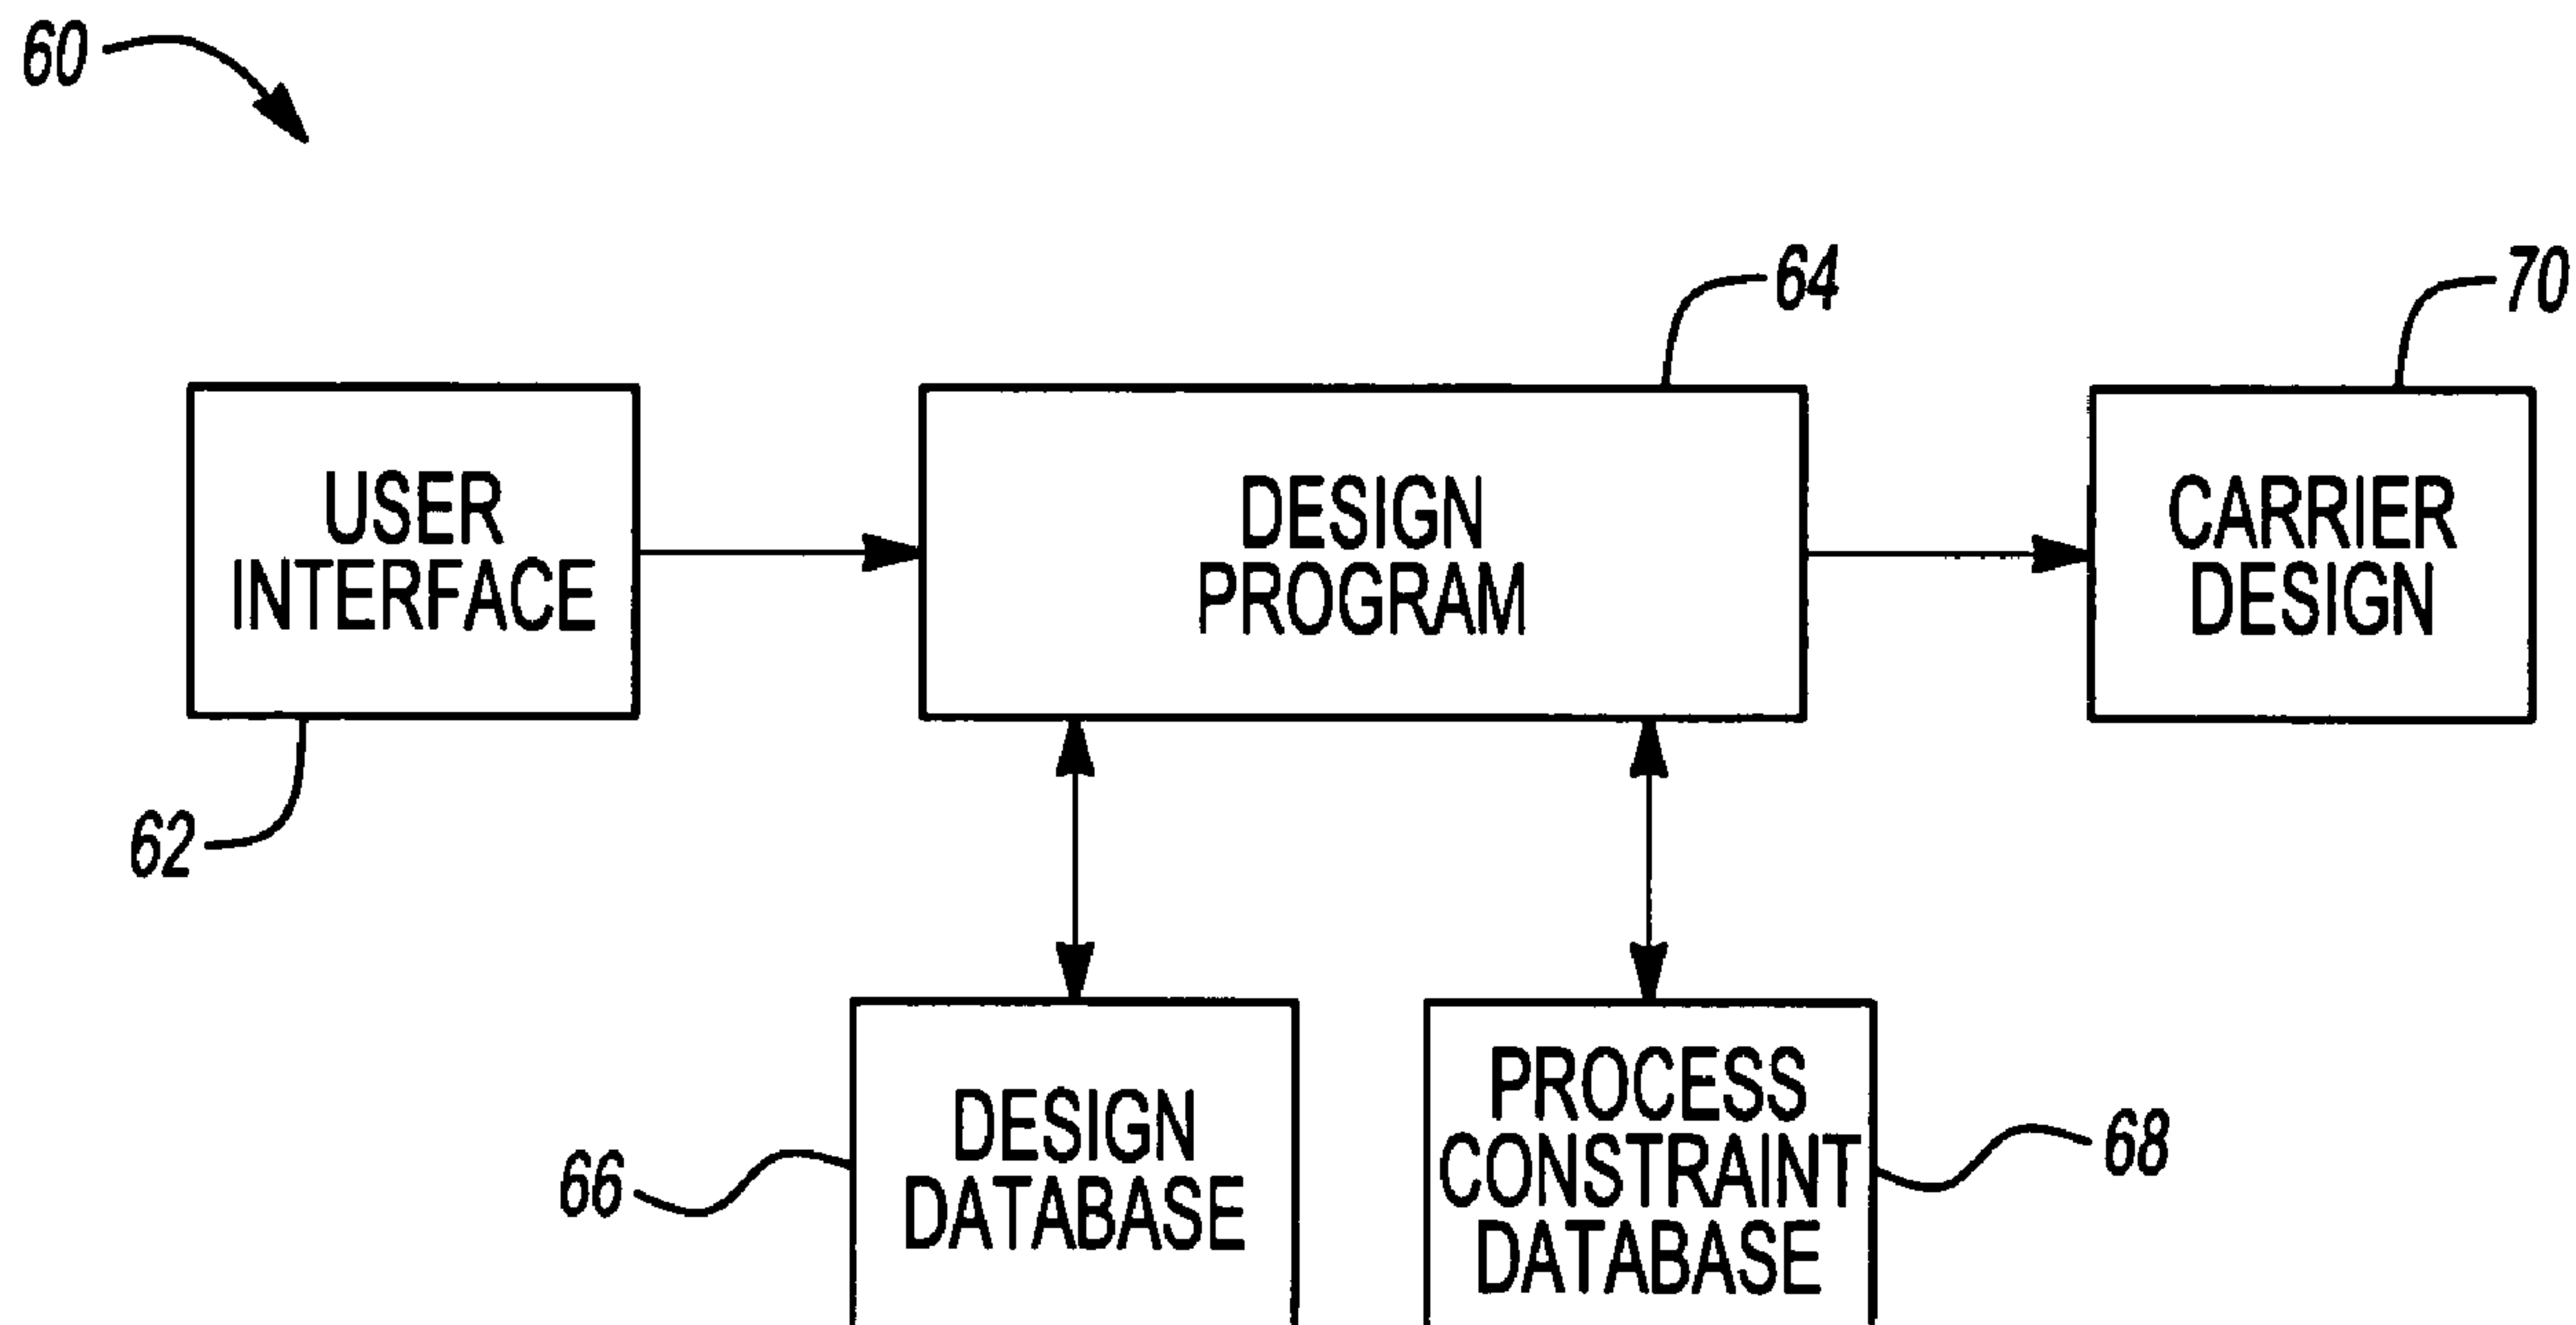 60
64
70
USER
INTERFACE
DESIGN
PROGRAM
CARRIER
DESIGN
62
66
DESIGN
DATABASE
PROCESS
CONSTRAINT
DATABASE
68